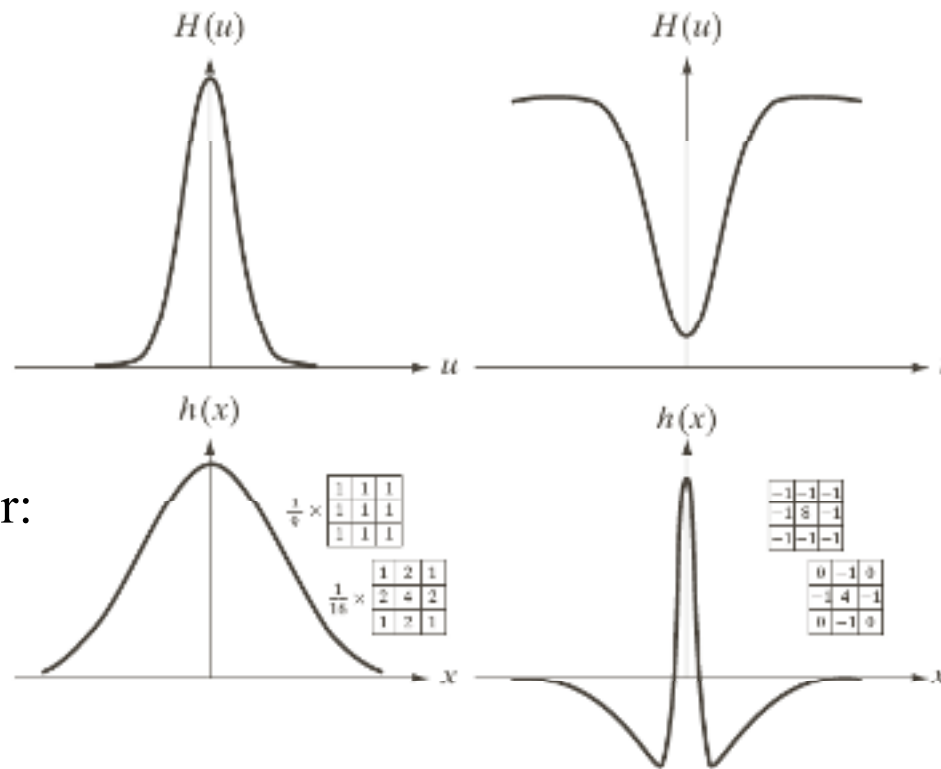 H(u)
H(u)
u
h(x)
h(x)
r:
1/9 ×
1 1 1
1 1 1
1 1 1
1/16 ×
1 2 1
2 4 2
1 2 1
x
-1 -1 -1
-1 8 -1
-1 -1 -1
0 -1 0
-1 4 -1
0 -1 0